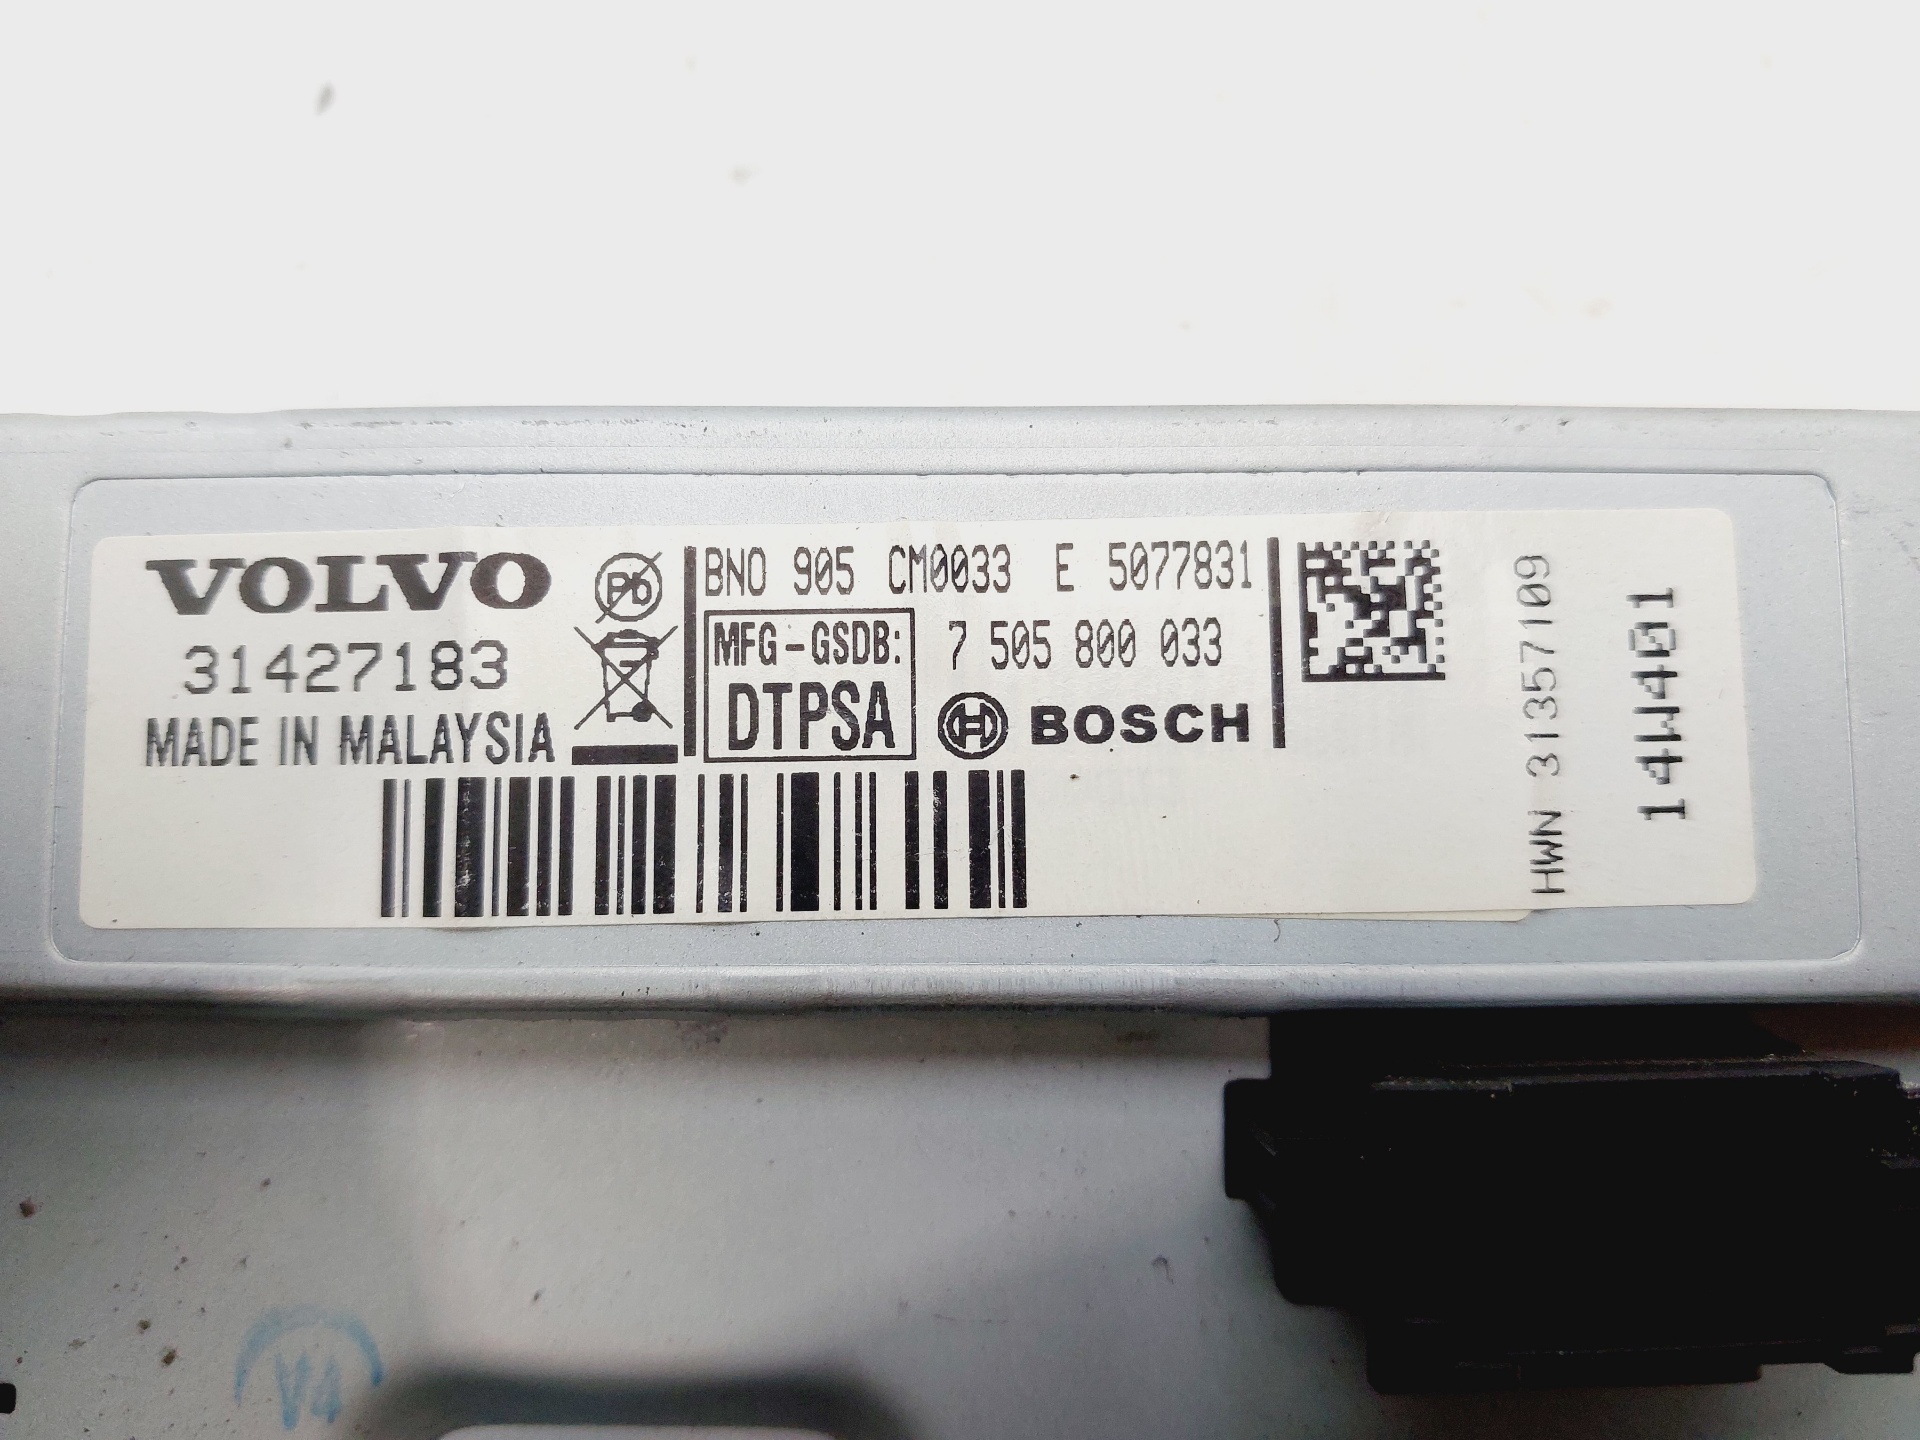 VOLVO
31427183
MADE IN MALAYSIA
Pb
BNO 905 CM0033 E 5077831
MFG-GSDB:
DTPSA
7 505 800 033
BOSCH
HWN 31357109
14W401
V4